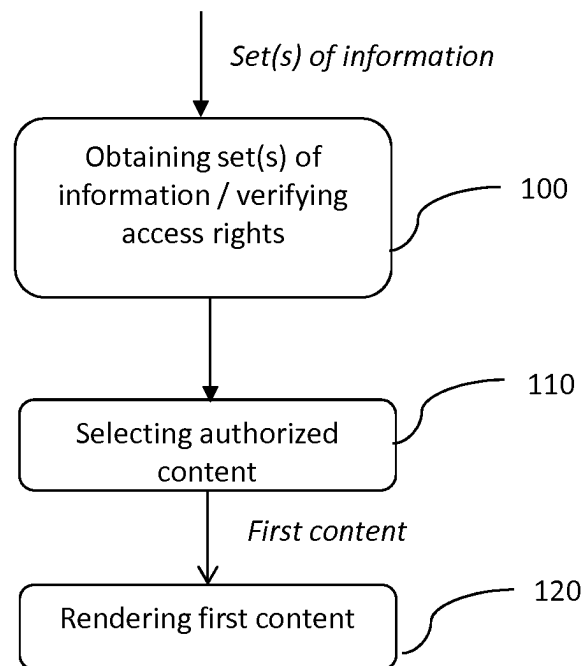 Set(s) of information
Obtaining set(s) of
information / verifying
access rights
100
110
Selecting authorized
content
First content
120
Rendering first content